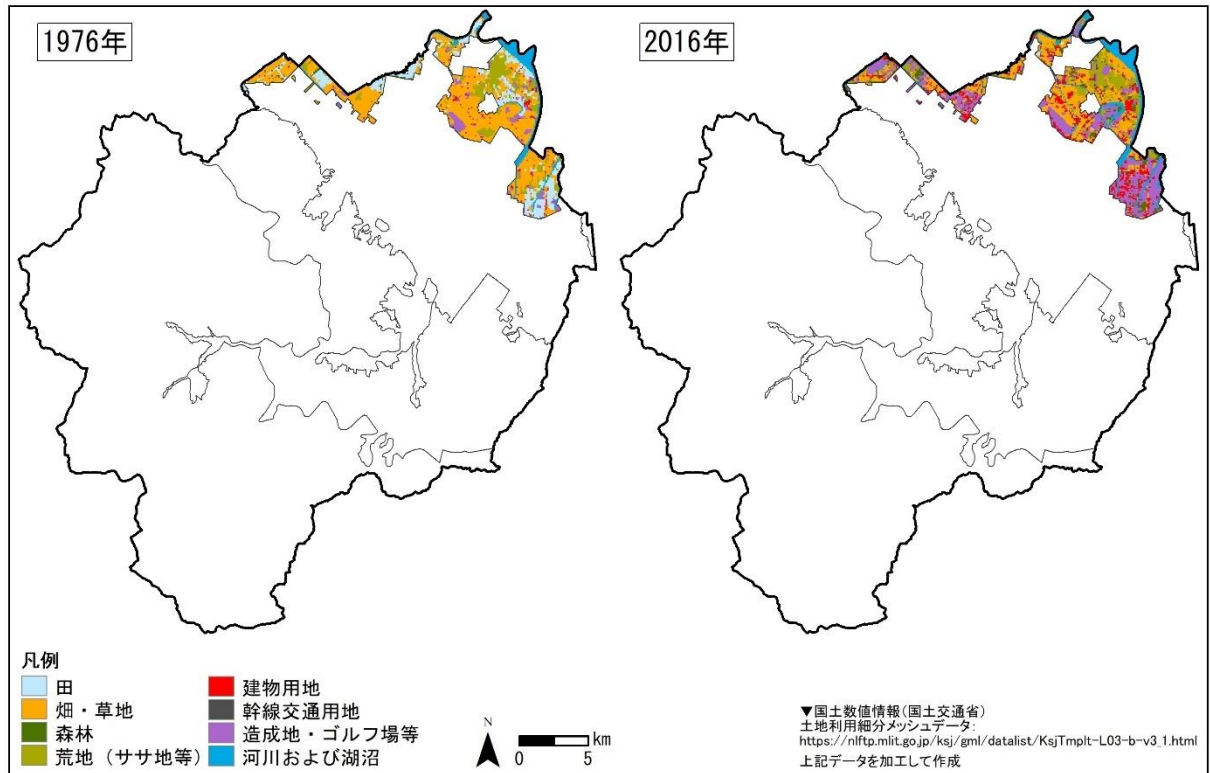 1976年
2016年
凡例
田
畑・草地
森林
荒地（ササ地等）
建物用地
幹線交通用地
造成地・ゴルフ場等
河川および湖沼
N
0 5 km
▼国土数値情報（国土交通省）
土地利用細分メッシュデータ：
https://nlftp.mlit.go.jp/ksj/gml/datalist/KsjTmplt-L03-b-v3_1.html
上記データを加工して作成